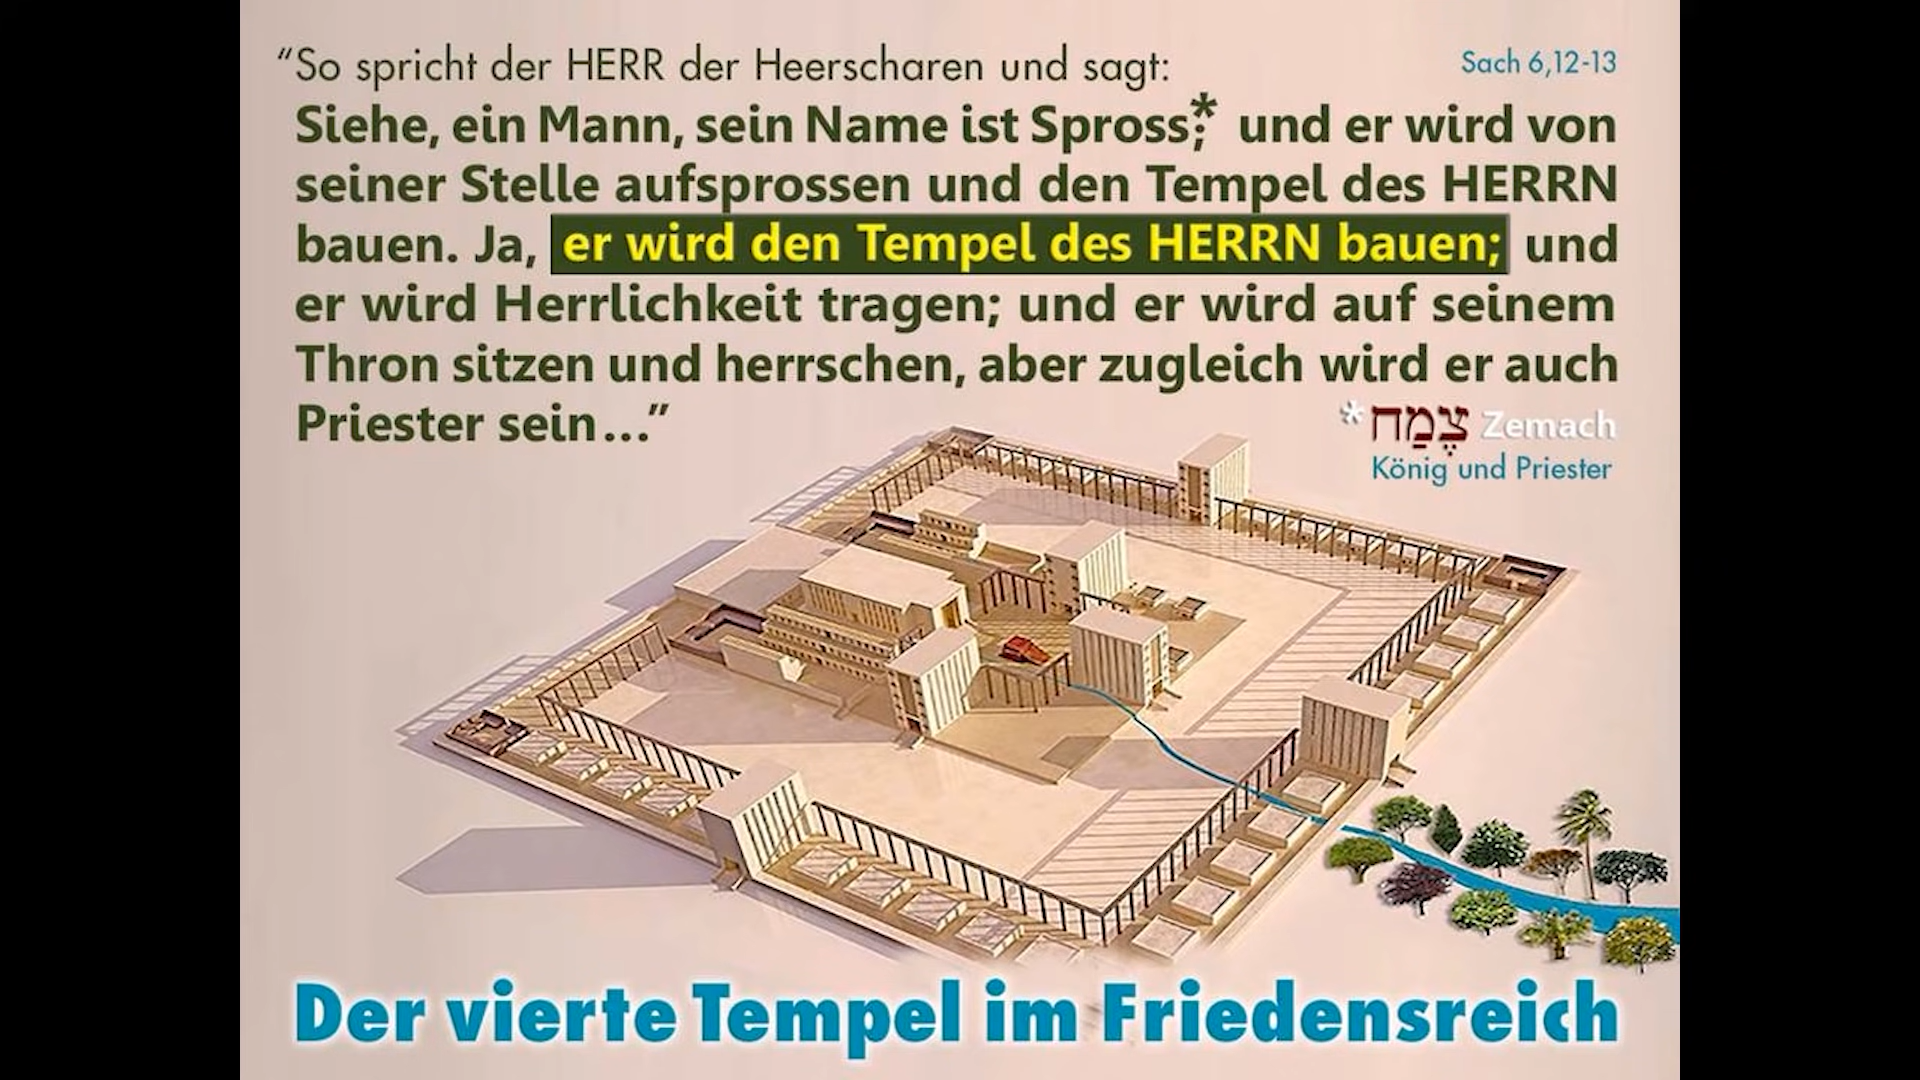 “So spricht der HERR der Heerscharen und sagt:
Sach 6,12-13
Siehe, ein Mann, sein Name ist Spross;* und er wird von
seiner Stelle aufsprossen und den Tempel des HERRN
bauen. Ja, er wird den Tempel des HERRN bauen; und
er wird Herrlichkeit tragen; und er wird auf seinem
Thron sitzen und herrschen, aber zugleich wird er auch
Priester sein...”
*צֶמַח Zemach
König und Priester
Der vierte Tempel im Friedensreich